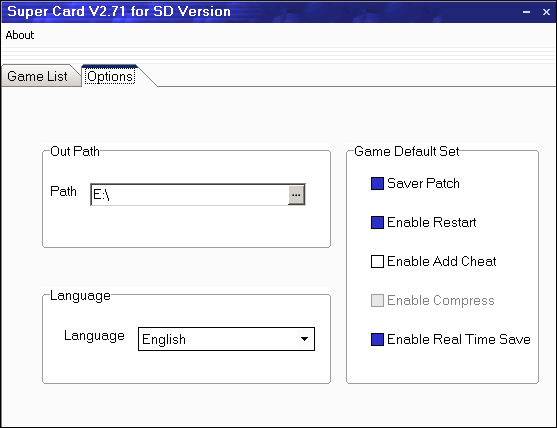 Super Card V2.71 for SD Version
About
Game List
Options
Out Path
Path
E:\
...
Language
Language
English
Game Default Set
Saver Patch
Enable Restart
Enable Add Cheat
Enable Compress
Enable Real Time Save